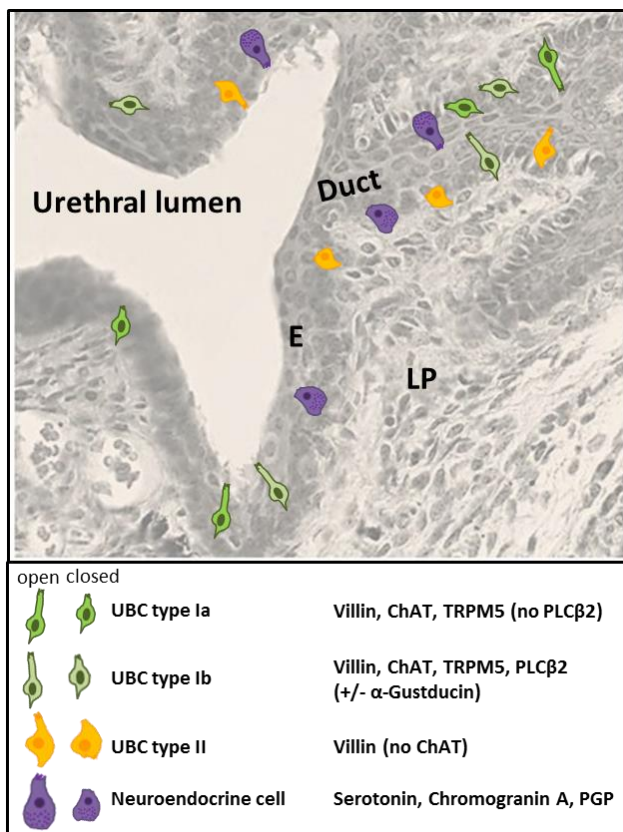 Urethral lumen
Duct
E
LP
open closed
UBC type Ia Villin, ChAT, TRPM5 (no PLCβ2)
UBC type Ib Villin, ChAT, TRPM5, PLCβ2
(+/- α-Gustducin)
UBC type II Villin (no ChAT)
Neuroendocrine cell Serotonin, Chromogranin A, PGP